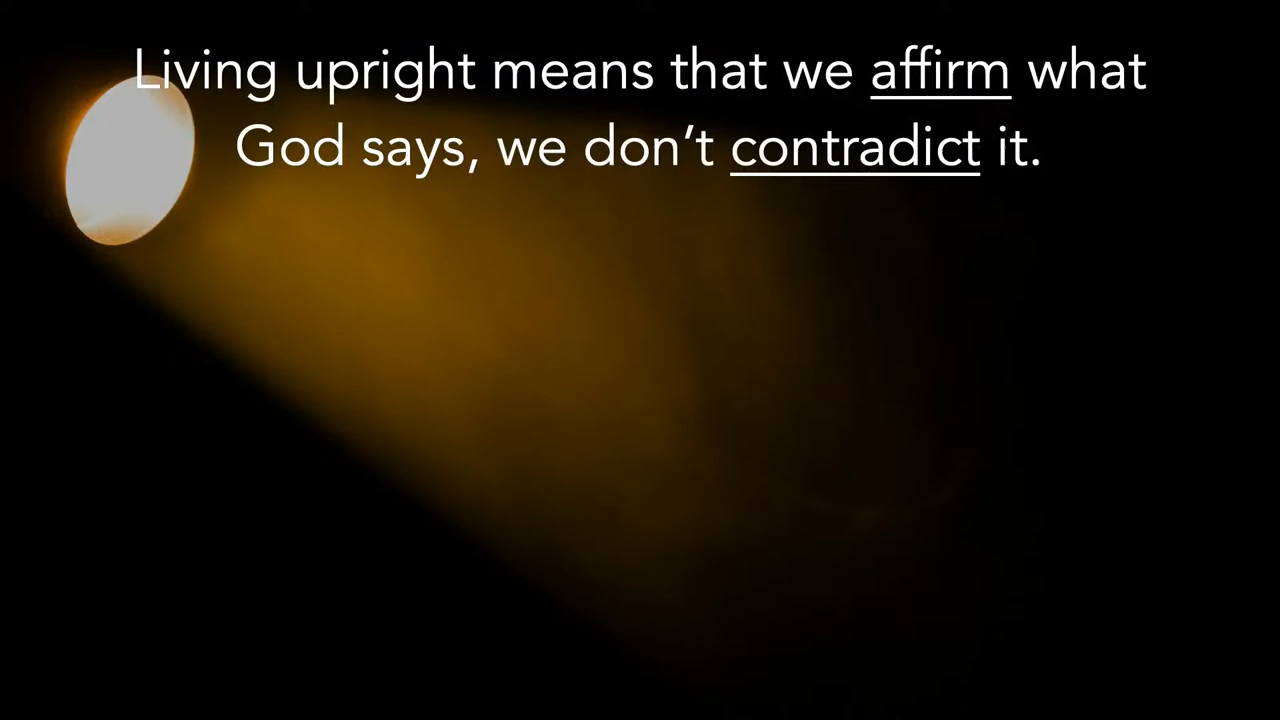 Living upright means that we affirm what
God says, we don’t contradict it.